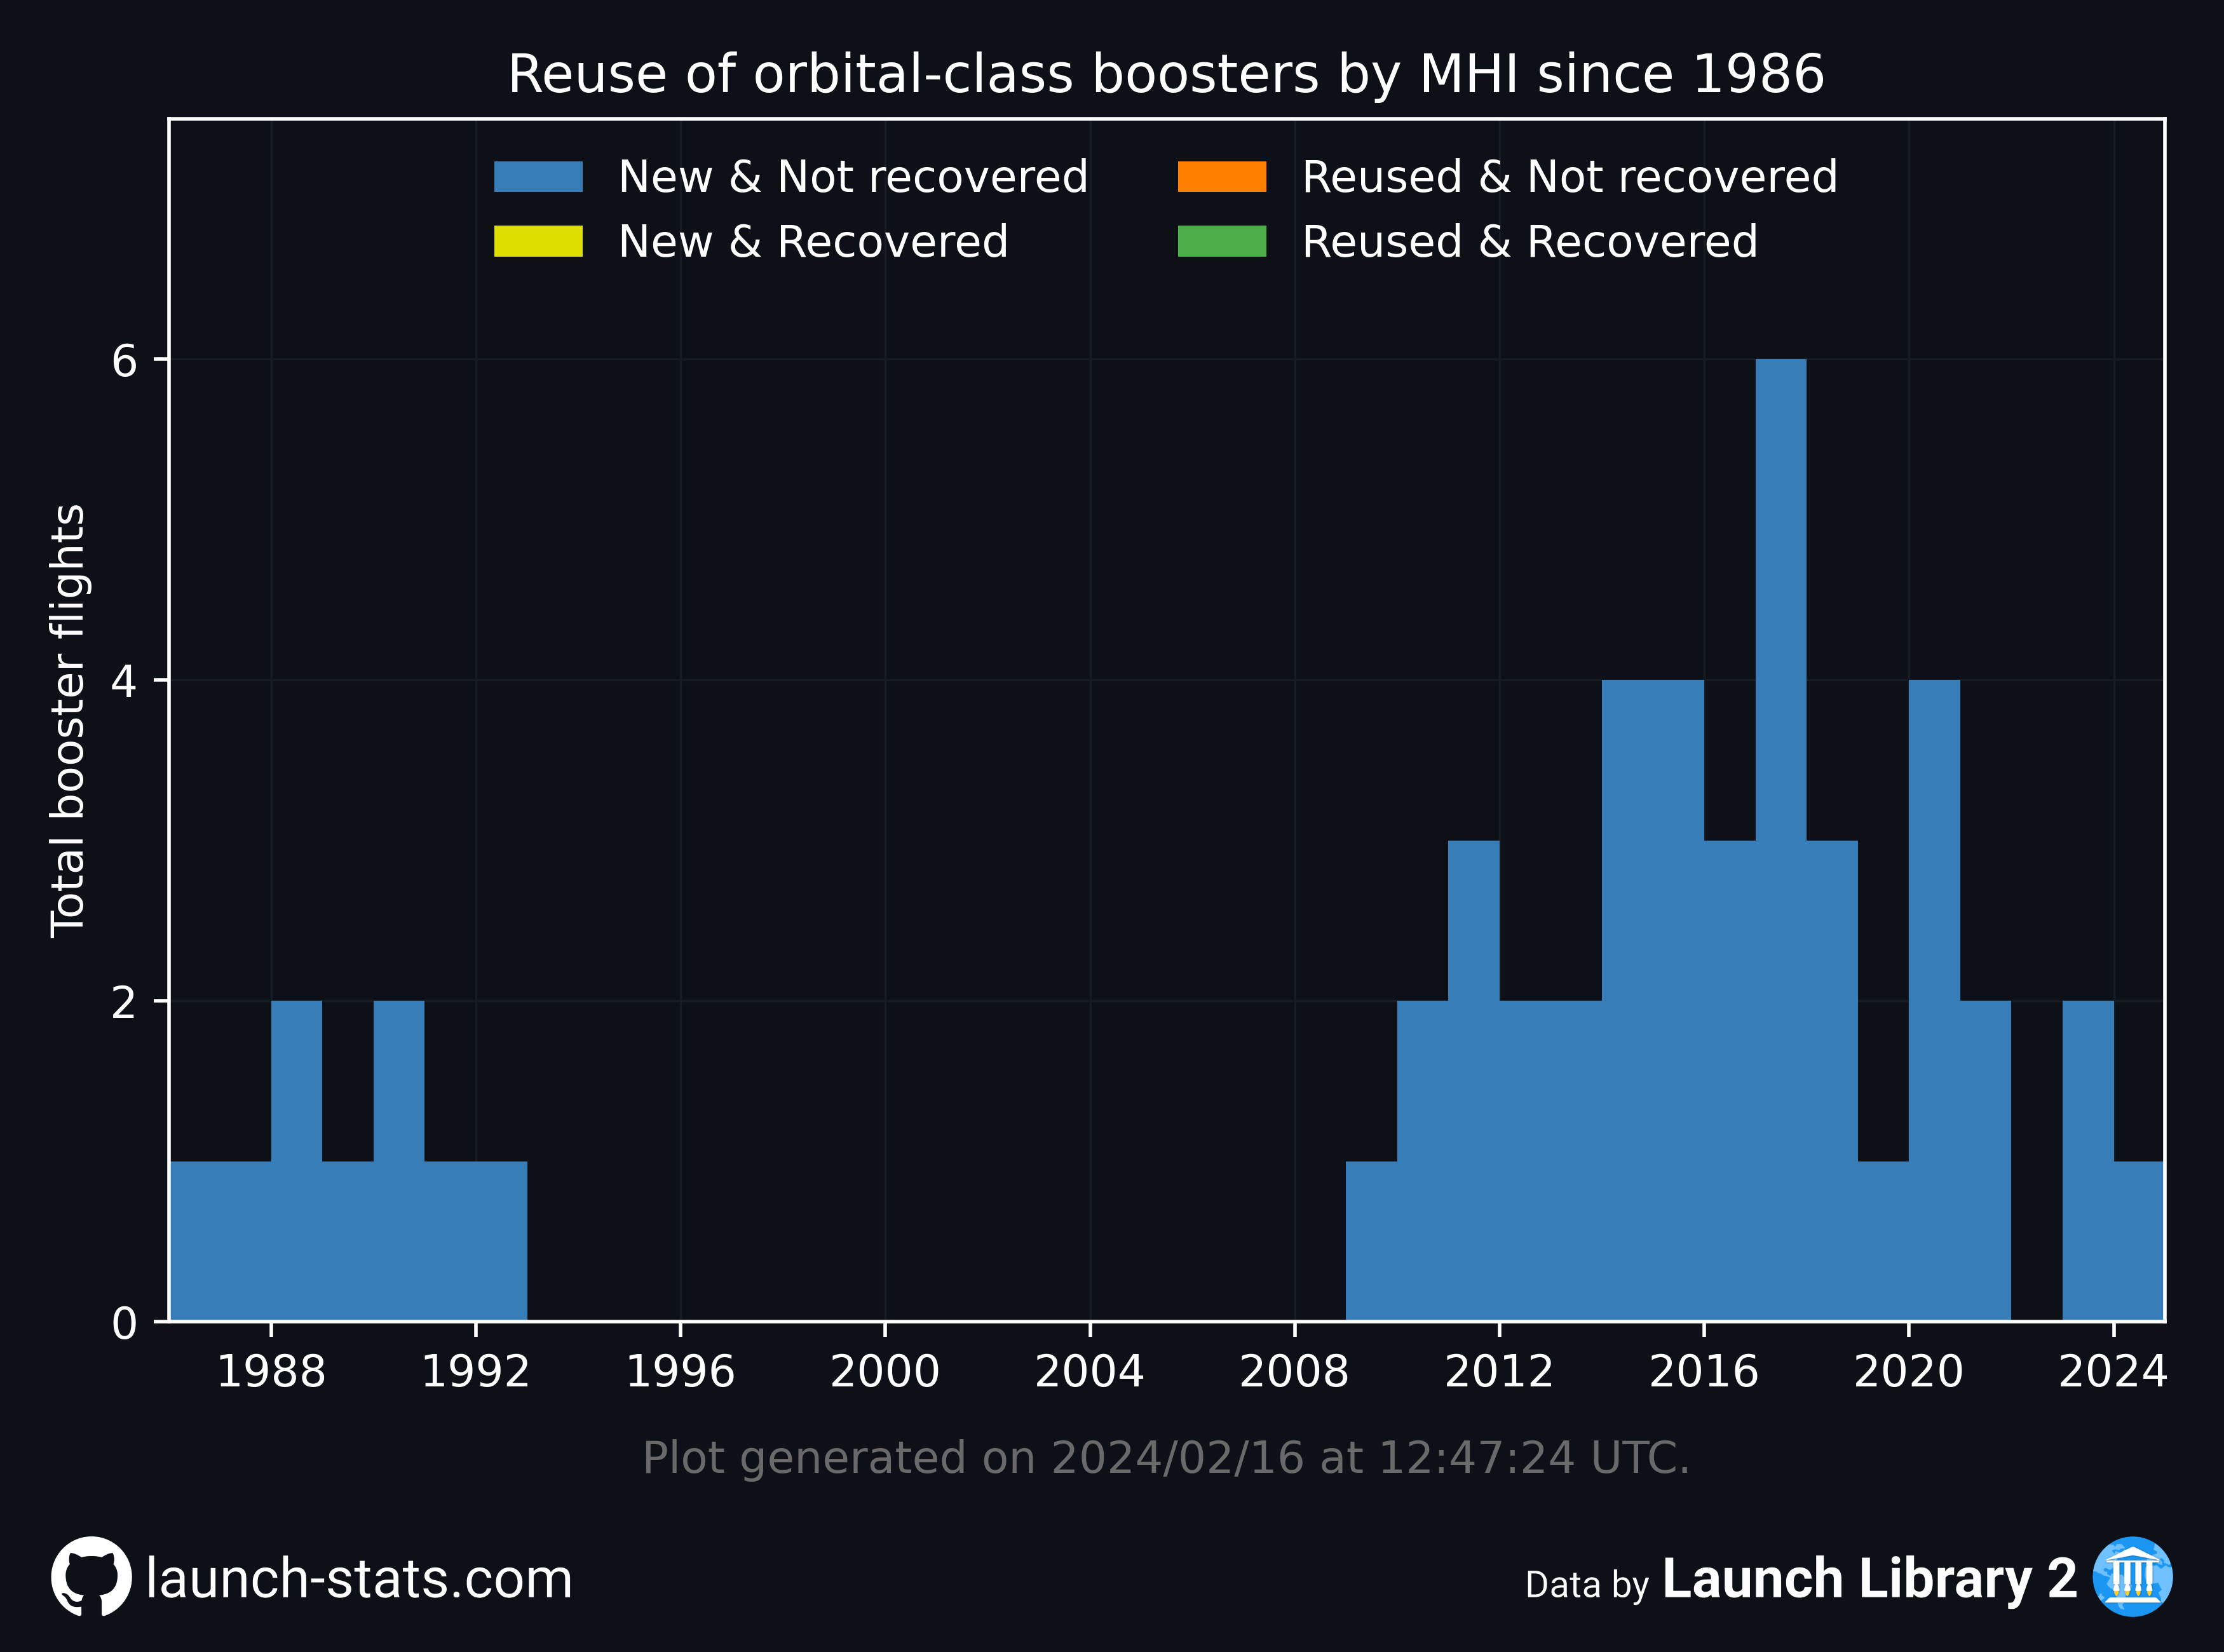 Reuse of orbital-class boosters by MHI since 1986
New & Not recovered
New & Recovered
Reused & Not recovered
Reused & Recovered
Total booster flights
6
4
2
0
1988 1992 1996 2000 2004 2008 2012 2016 2020 2024
Plot generated on 2024/02/16 at 12:47:24 UTC.
launch-stats.com
Data by Launch Library 2